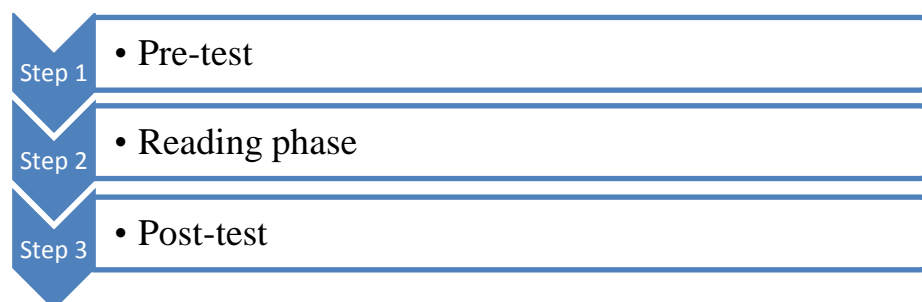 Step 1
• Pre-test
Step 2
• Reading phase
Step 3
• Post-test